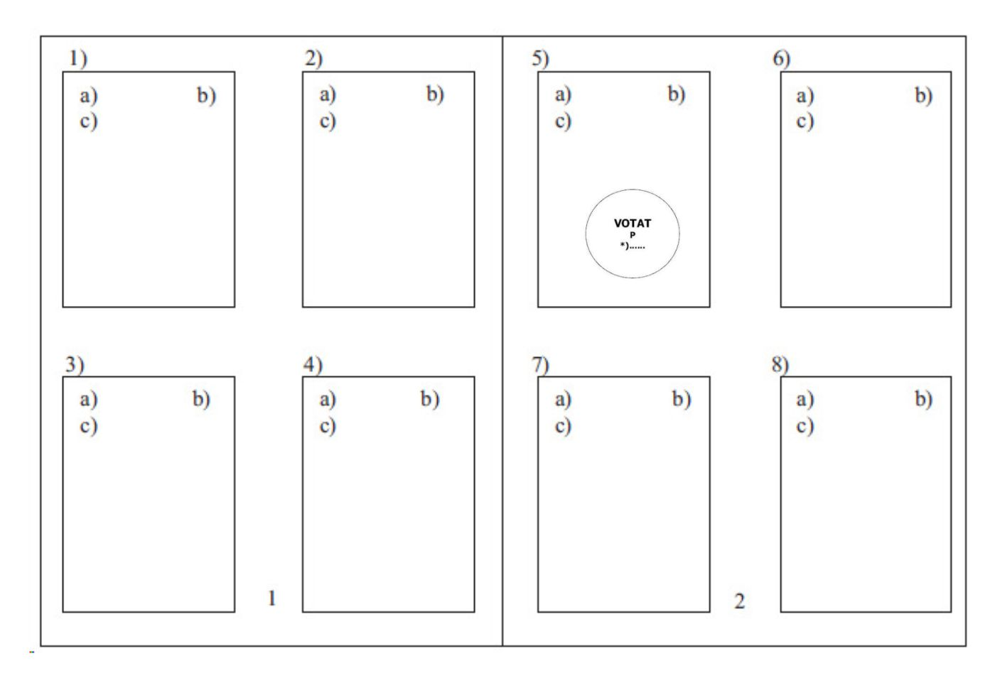 1)
a) b)
c)
2)
a) b)
c)
3)
a) b)
c)
4)
a) b)
c)
1
5)
a) b)
c)
VOTAT
P
*)......
6)
a) b)
c)
7)
a) b)
c)
8)
a) b)
c)
2